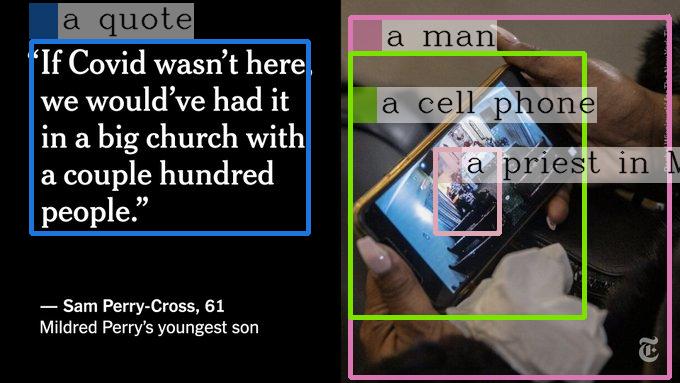 a quote
“If Covid wasn’t here,
we would’ve had it
in a big church with
a couple hundred
people.”
— Sam Perry-Cross, 61
Mildred Perry’s youngest son
a man
a cell phone
a priest in M
T